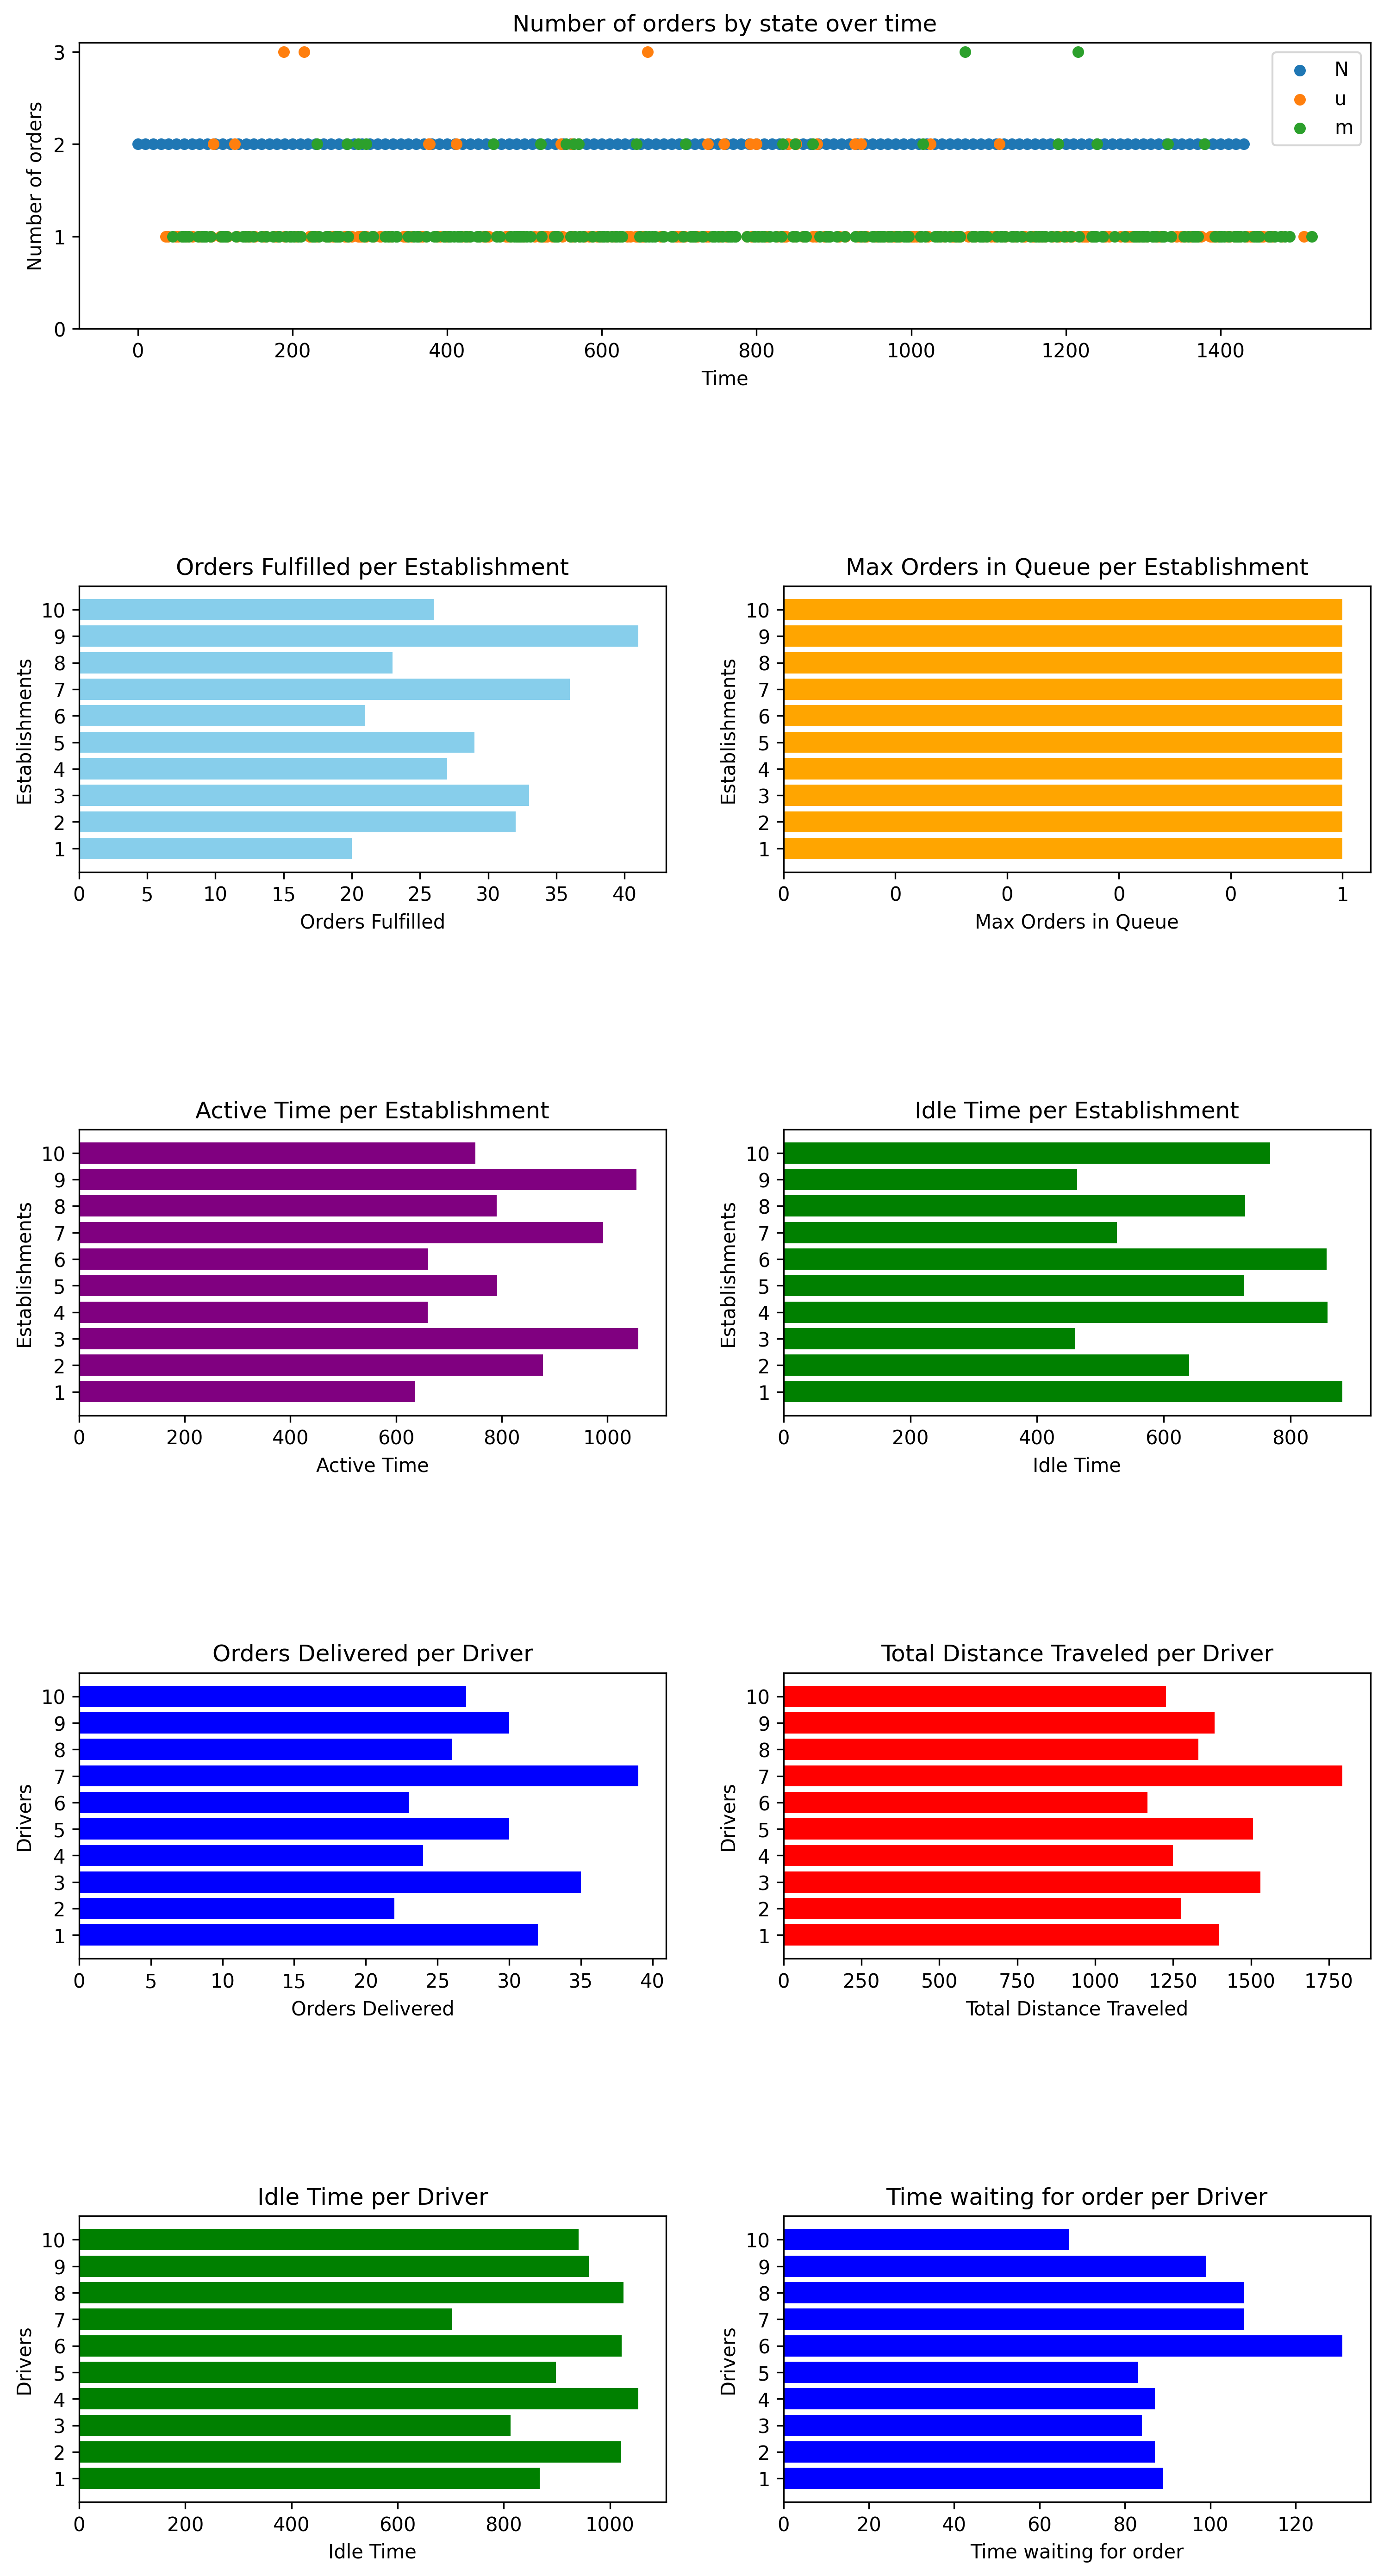 Number of orders by state over time
Number of orders
3
2
1
0
N
u
m
0 200 400 600 800 1000 1200 1400
Time
Orders Fulfilled per Establishment
Establishments
10
9
8
7
6
5
4
3
2
1
0 5 10 15 20 25 30 35 40
Orders Fulfilled
Max Orders in Queue per Establishment
Establishments
10
9
8
7
6
5
4
3
2
1
0 0 0 0 0 1
Max Orders in Queue
Active Time per Establishment
Establishments
10
9
8
7
6
5
4
3
2
1
0 200 400 600 800 1000
Active Time
Idle Time per Establishment
Establishments
10
9
8
7
6
5
4
3
2
1
0 200 400 600 800
Idle Time
Orders Delivered per Driver
Drivers
10
9
8
7
6
5
4
3
2
1
0 5 10 15 20 25 30 35 40
Orders Delivered
Total Distance Traveled per Driver
Drivers
10
9
8
7
6
5
4
3
2
1
0 250 500 750 1000 1250 1500 1750
Total Distance Traveled
Idle Time per Driver
Drivers
10
9
8
7
6
5
4
3
2
1
0 200 400 600 800 1000
Idle Time
Time waiting for order per Driver
Drivers
10
9
8
7
6
5
4
3
2
1
0 20 40 60 80 100 120
Time waiting for order